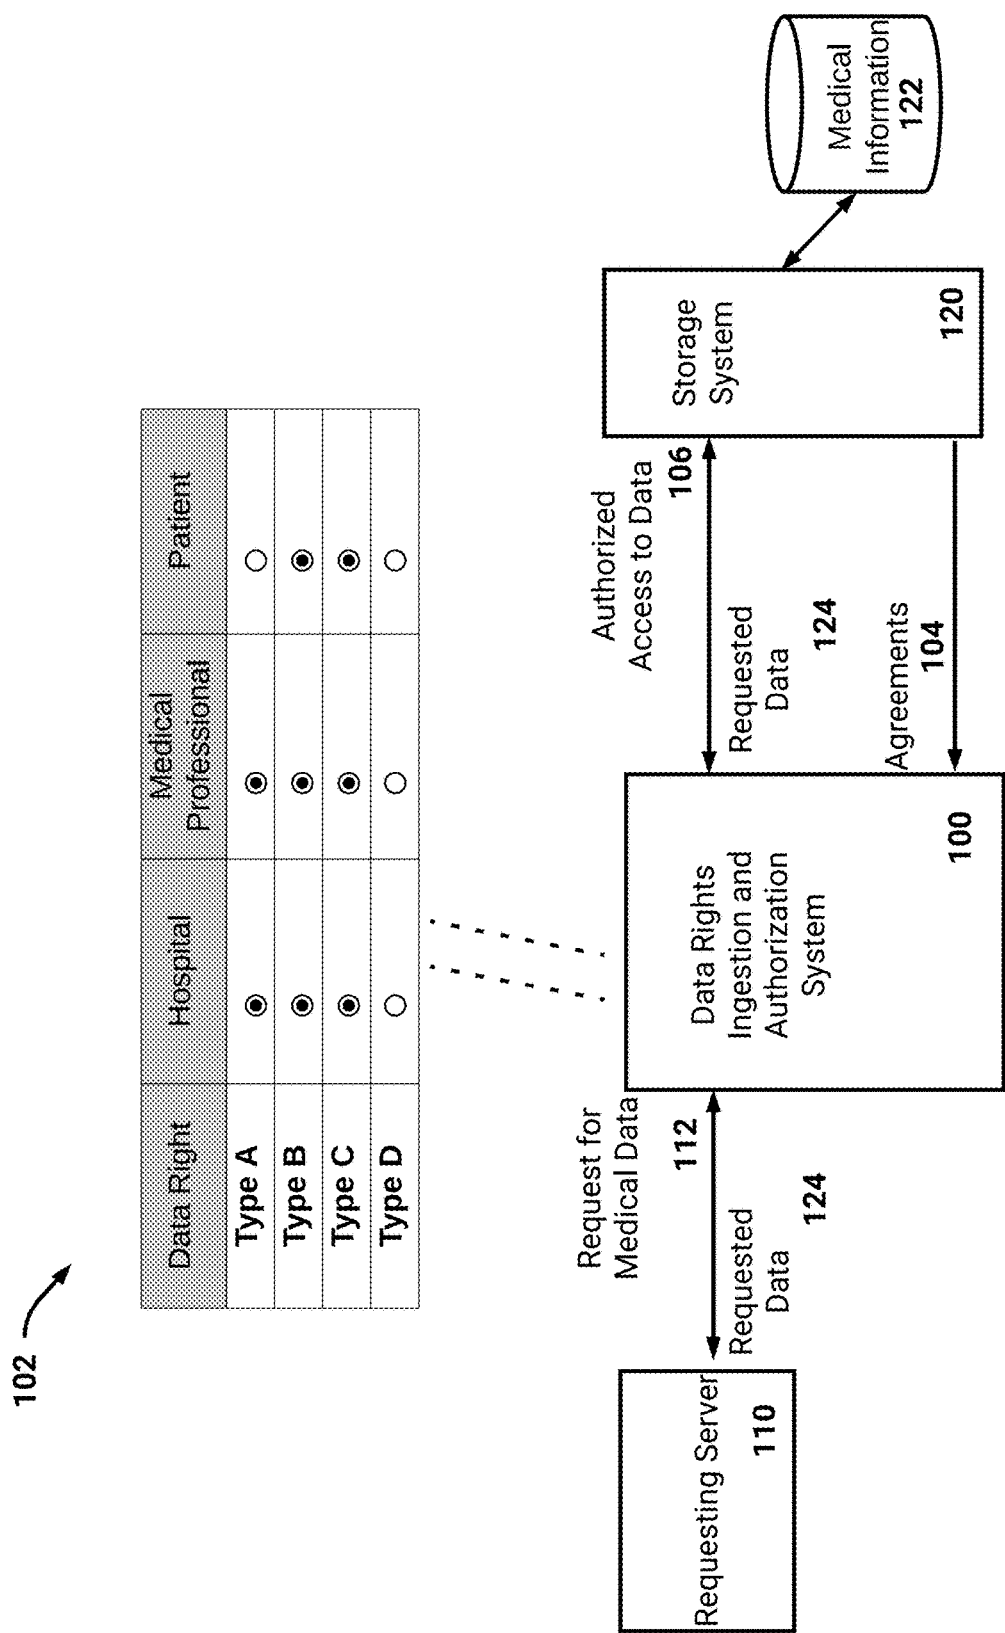 102
Data Right
Hospital
Medical
Professional
Patient
Type A
Type B
Type C
Type D
Request for
Medical Data
112
Requested
Data
124
Requesting Server
110
Data Rights
Ingestion and
Authorization
System
100
Authorized
Access to Data
106
Requested
Data
124
Agreements
104
Storage
System
120
Medical
Information
122